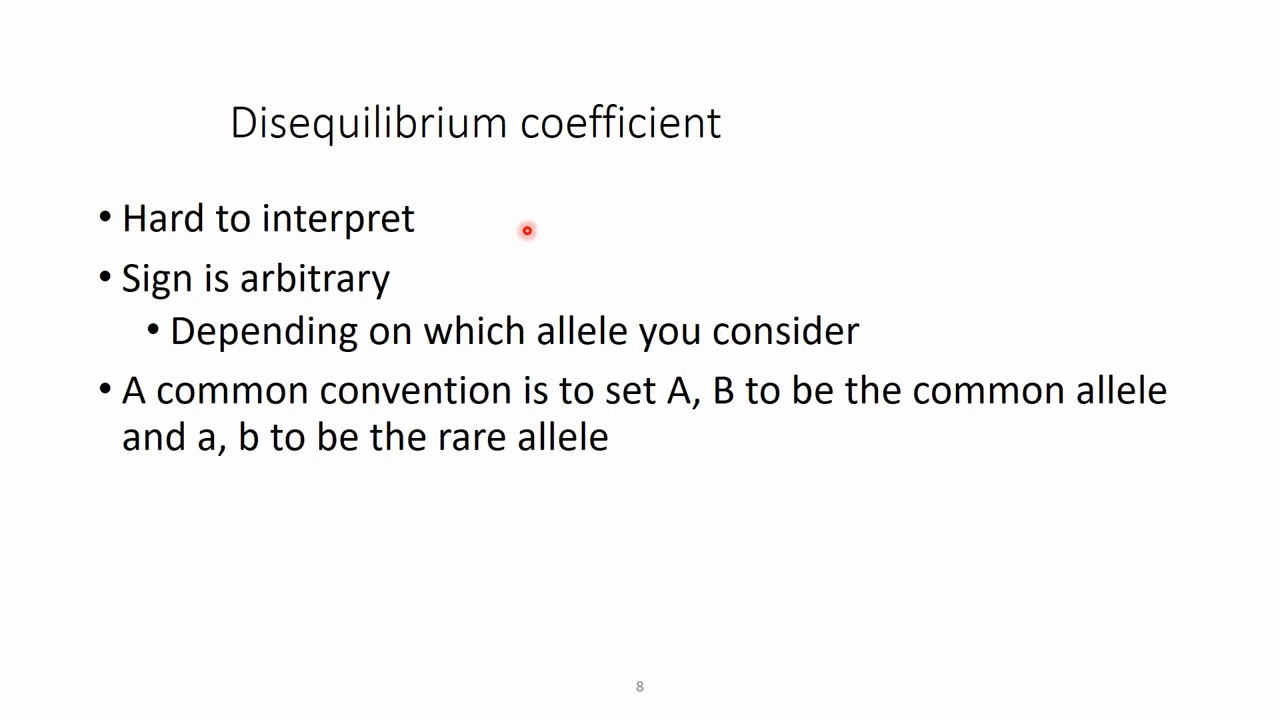 Disequilibrium coefficient
• Hard to interpret
• Sign is arbitrary
• Depending on which allele you consider
• A common convention is to set A, B to be the common allele
and a, b to be the rare allele
8